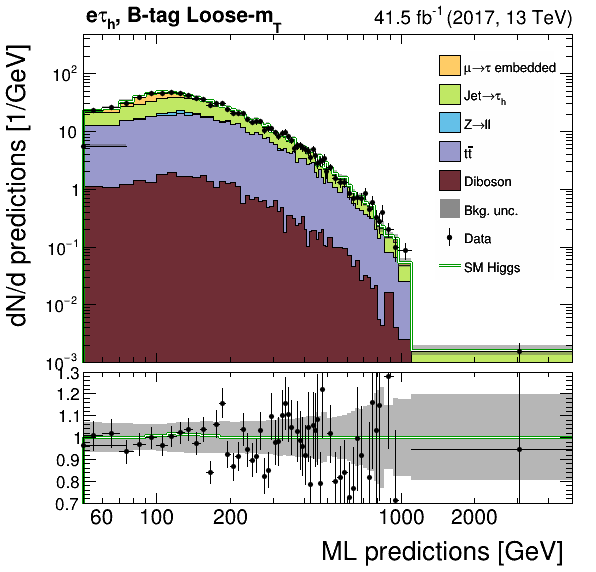 eτh, B-tag Loose-mT 41.5 fb⁻¹ (2017, 13 TeV)
dN/d predictions [1/GeV]
10²
10
1
10⁻¹
10⁻²
10⁻³
μ→τ embedded
Jet→τh
Z→ll
tt̅
Diboson
Bkg. unc.
Data
SM Higgs
1.3
1.2
1.1
1.0
0.9
0.8
0.7
60 100 200 1000 2000
ML predictions [GeV]